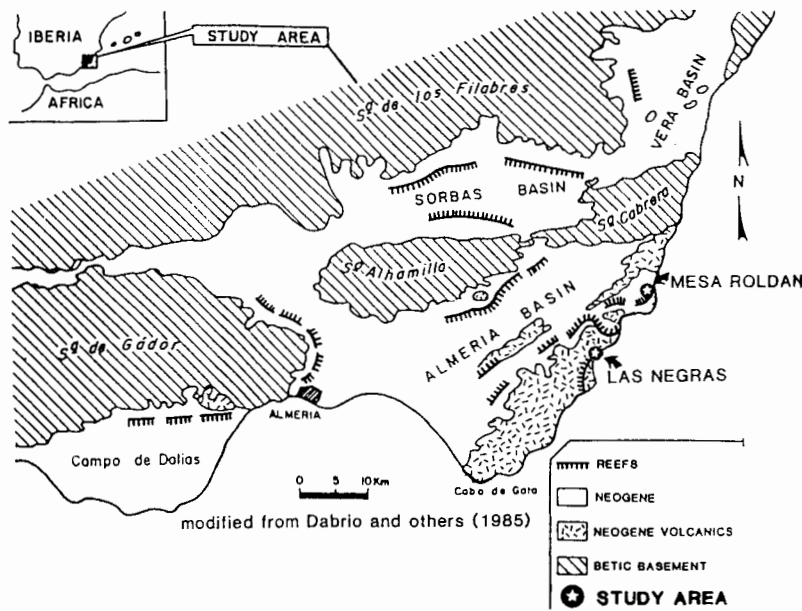 IBERIA
STUDY AREA
AFRICA
Sª de los Filabres
VERA BASIN
N
SORBAS BASIN
Sª Cabrera
Sª Alhamilla
MESA ROLDAN
ALMERIA BASIN
Sª de Gádor
LAS NEGRAS
ALMERIA
Campo de Dalias
0 5 10 Km
Cabo de Gata
modified from Dabrio and others (1985)
REEFS
NEOGENE
NEOGENE VOLCANICS
BETIC BASEMENT
STUDY AREA